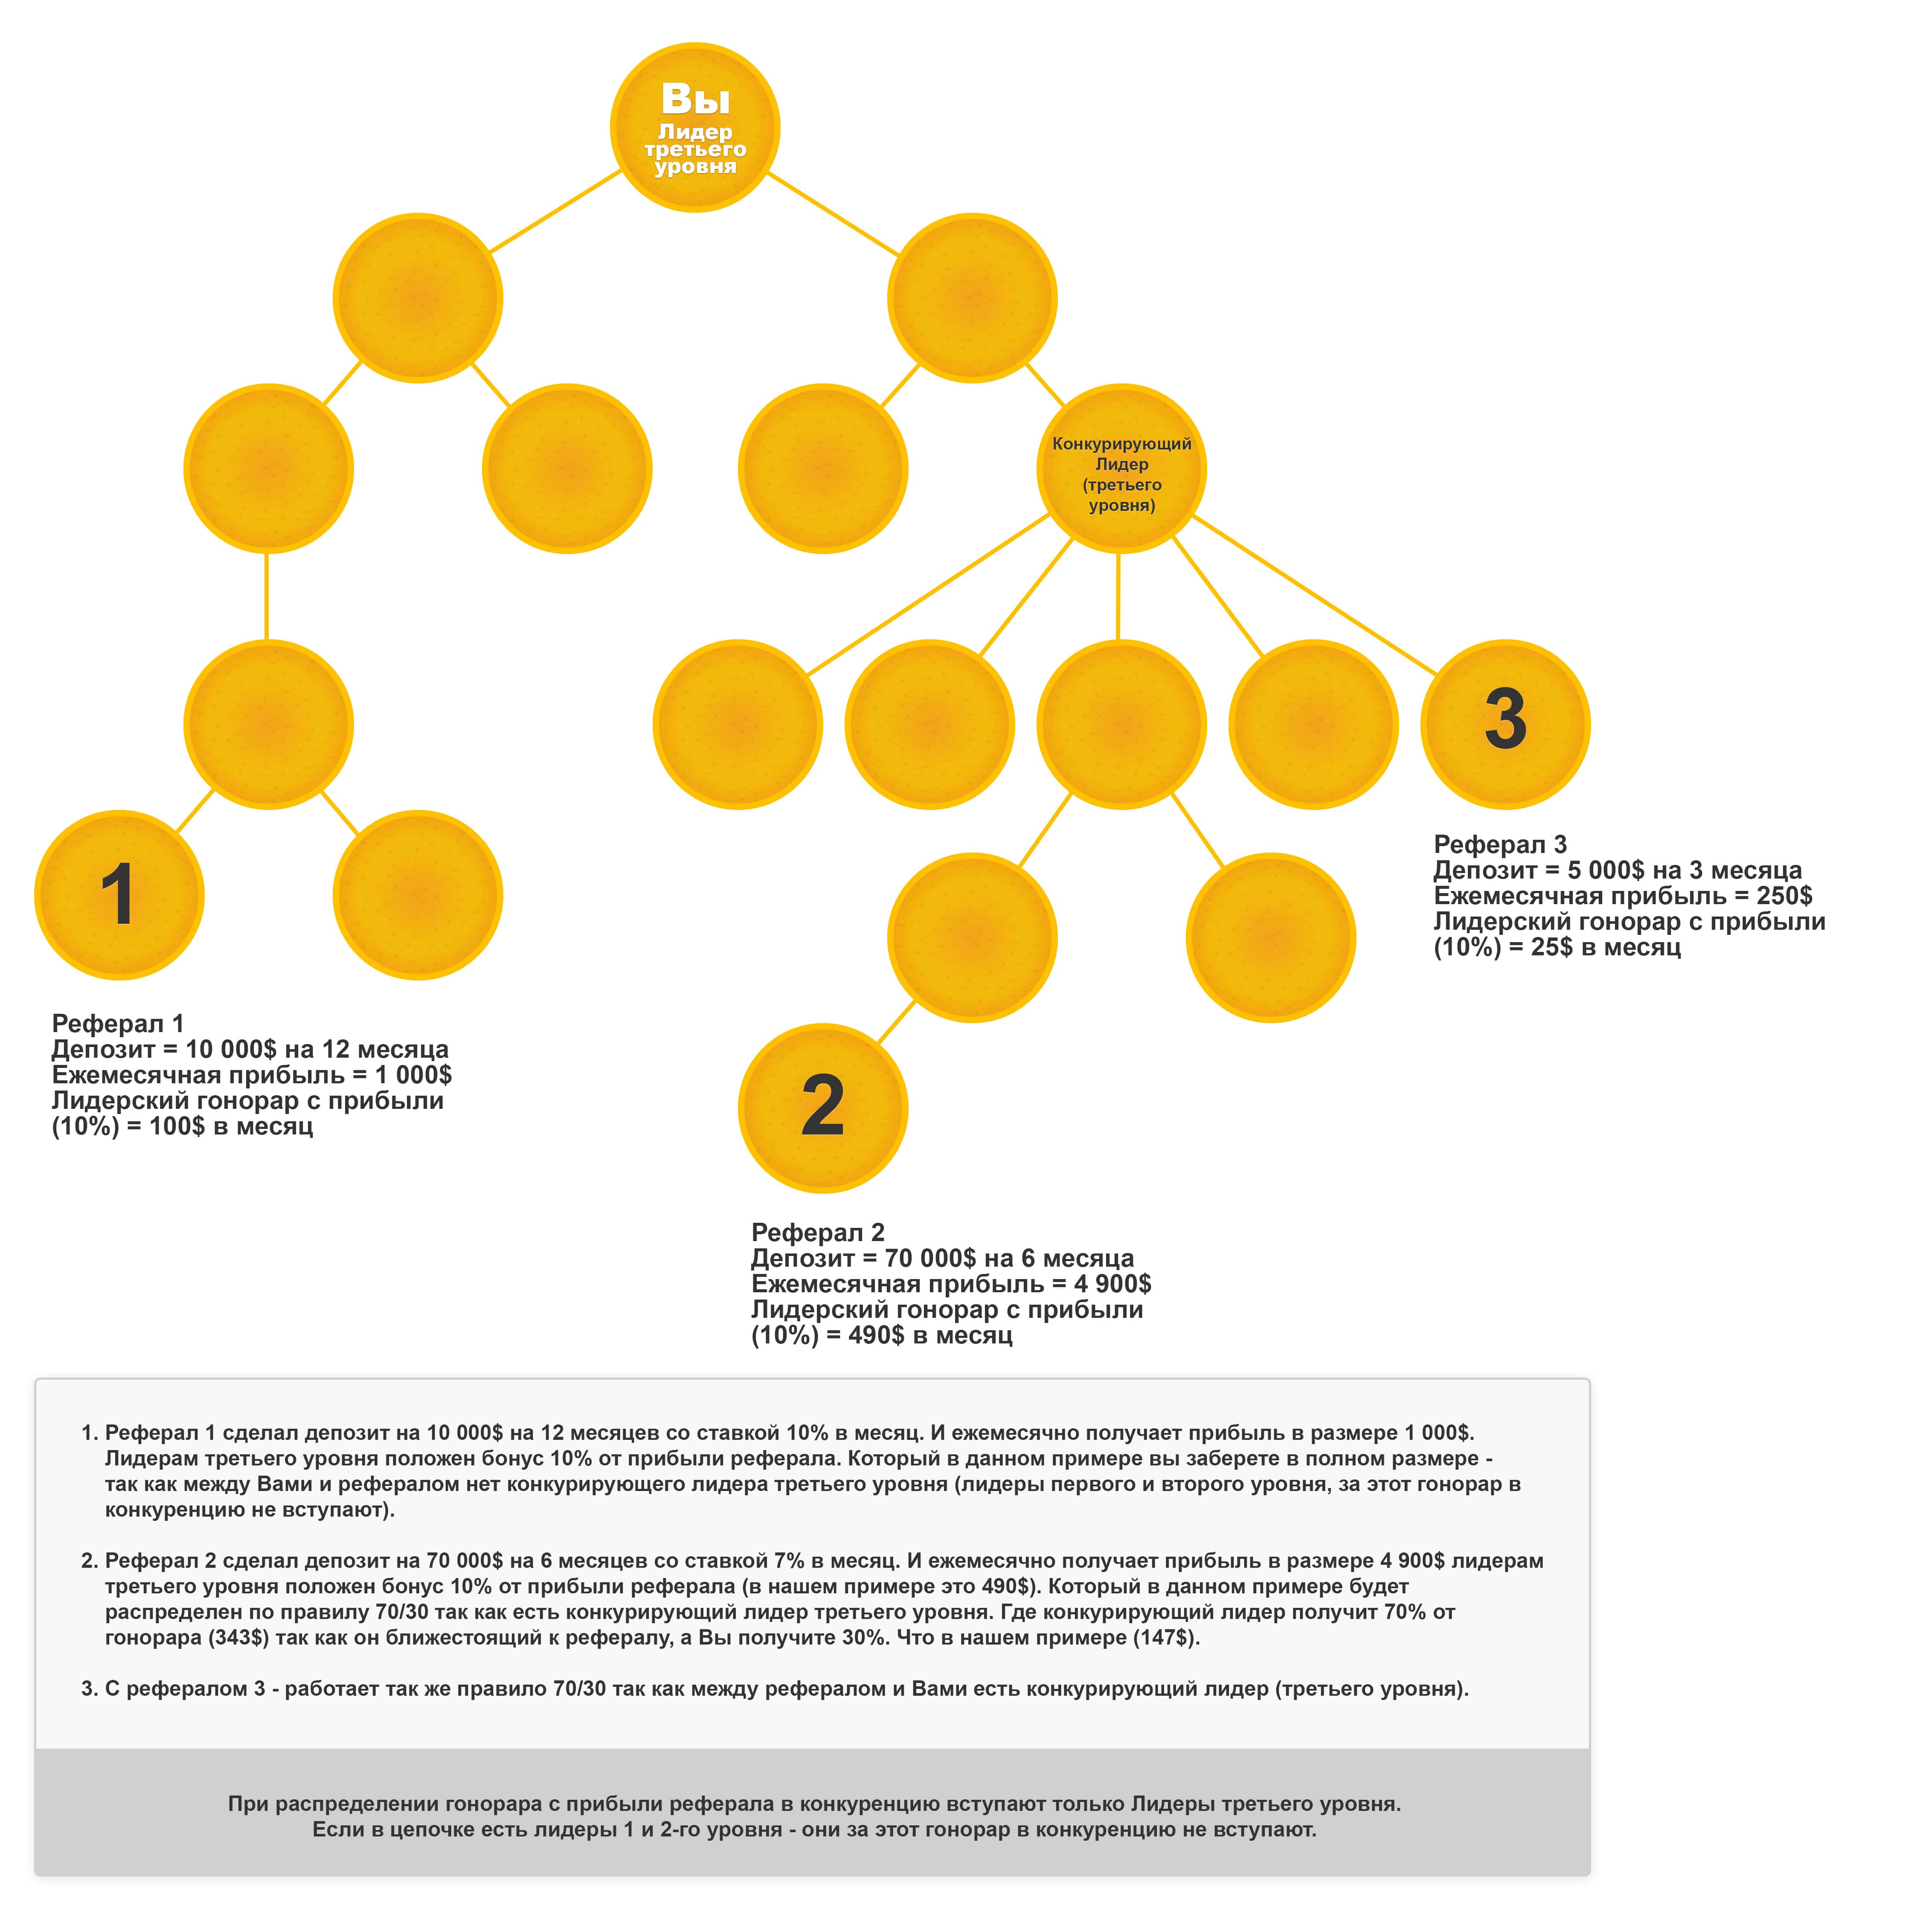 Вы
Лидер
третьего
уровня
Конкурирующий
Лидер
(третьего
уровня)
3
1
Реферал 3
Депозит = 5 000$ на 3 месяца
Ежемесячная прибыль = 250$
Лидерский гонорар с прибыли
(10%) = 25$ в месяц
Реферал 1
Депозит = 10 000$ на 12 месяца
Ежемесячная прибыль = 1 000$
Лидерский гонорар с прибыли
(10%) = 100$ в месяц
2
Реферал 2
Депозит = 70 000$ на 6 месяца
Ежемесячная прибыль = 4 900$
Лидерский гонорар с прибыли
(10%) = 490$ в месяц
1. Реферал 1 сделал депозит на 10 000$ на 12 месяцев со ставкой 10% в месяц. И ежемесячно получает прибыль в размере 1 000$.
Лидерам третьего уровня положен бонус 10% от прибыли реферала. Который в данном примере вы заберете в полном размере -
так как между Вами и рефералом нет конкурирующего лидера третьего уровня (лидеры первого и второго уровня, за этот гонорар в
конкуренцию не вступают).
2. Реферал 2 сделал депозит на 70 000$ на 6 месяцев со ставкой 7% в месяц. И ежемесячно получает прибыль в размере 4 900$ лидерам
третьего уровня положен бонус 10% от прибыли реферала (в нашем примере это 490$). Который в данном примере будет
распределен по правилу 70/30 так как есть конкурирующий лидер третьего уровня. Где конкурирующий лидер получит 70% от
гонорара (343$) так как он ближестоящий к рефералу, а Вы получите 30%. Что в нашем примере (147$).
3. С рефералом 3 - работает так же правило 70/30 так как между рефералом и Вами есть конкурирующий лидер (третьего уровня).
При распределении гонорара с прибыли реферала в конкуренцию вступают только Лидеры третьего уровня.
Если в цепочке есть лидеры 1 и 2-го уровня - они за этот гонорар в конкуренцию не вступают.